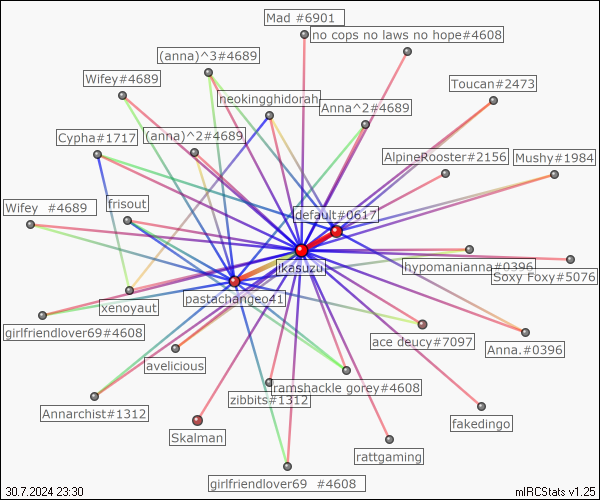 Mad #6901
no cops no laws no hope#4608
(anna)^3#4689
Wifey#4689
Toucan#2473
neokingghidorah
Anna^2#4689
Cypha#1717
(anna)^2#4689
AlpineRooster#2156
Mushy#1984
Wifey #4689
frisout
default#0617
jkasuzu
hypomanianna#0396
Soxy Foxy#5076
pastachangeo41
xenoyaut
girlfriendlover69#4608
ace deucy#7097
Anna.#0396
avelicious
ramshackle gorey#4608
zibbits#1312
Annarchist#1312
fakedingo
Skalman
rattgaming
girlfriendlover69 #4608
30.7.2024 23:30
mIRCStats v1.25